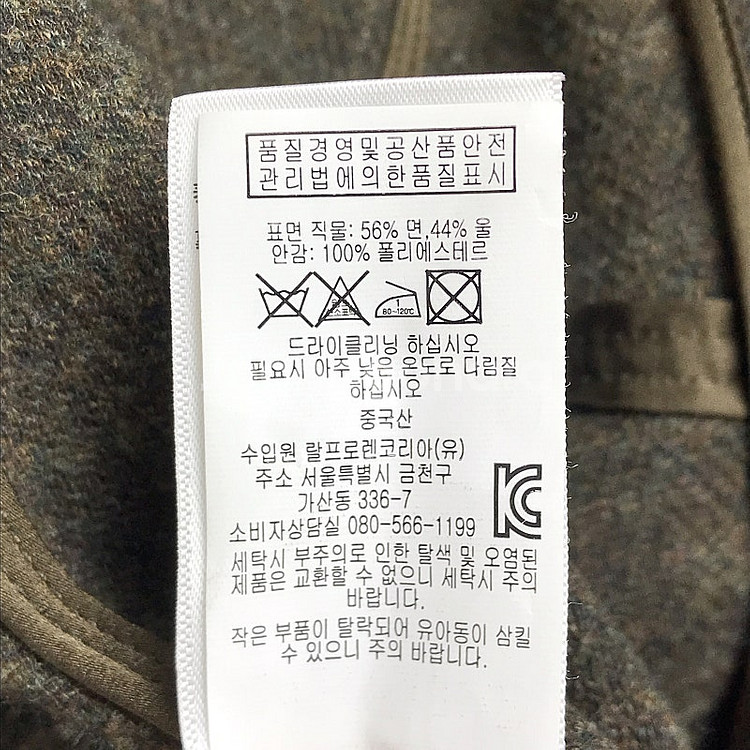 품질경영및공산품안전
관리법에의한품질표시
표면 직물: 56% 면,44% 울
안감: 100% 폴리에스테르
80~120℃
드라이클리닝 하십시오
필요시 아주 낮은 온도로 다림질
하십시오
중국산
수입원 랄프로렌코리아(유)
주소 서울특별시 금천구
가산동 336-7
소비자상담실 080-566-1199
세탁시 부주의로 인한 탈색 및 오염된
제품은 교환할 수 없으니 세탁시 주의
바랍니다.
작은 부품이 탈락되어 유아동이 삼킬
수 있으니 주의 바랍니다.